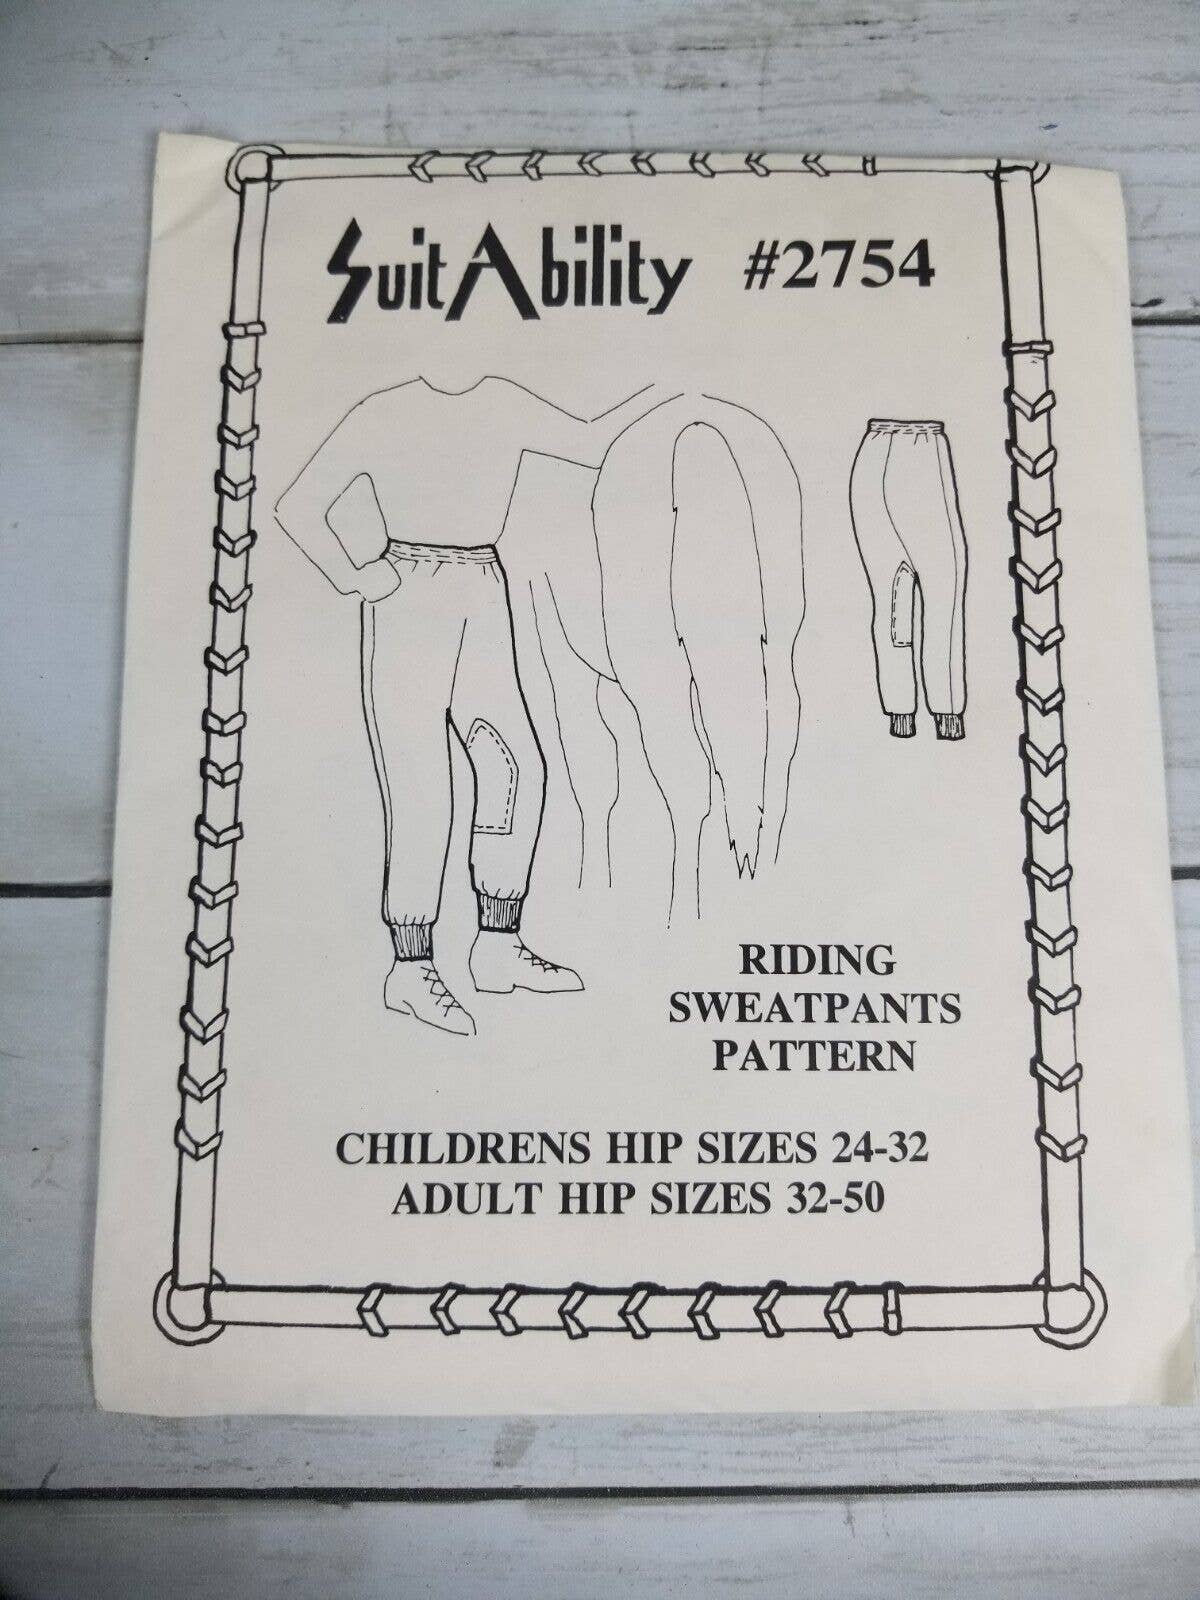 SuitAbility #2754
RIDING
SWEATPANTS
PATTERN
CHILDRENS HIP SIZES 24-32
ADULT HIP SIZES 32-50